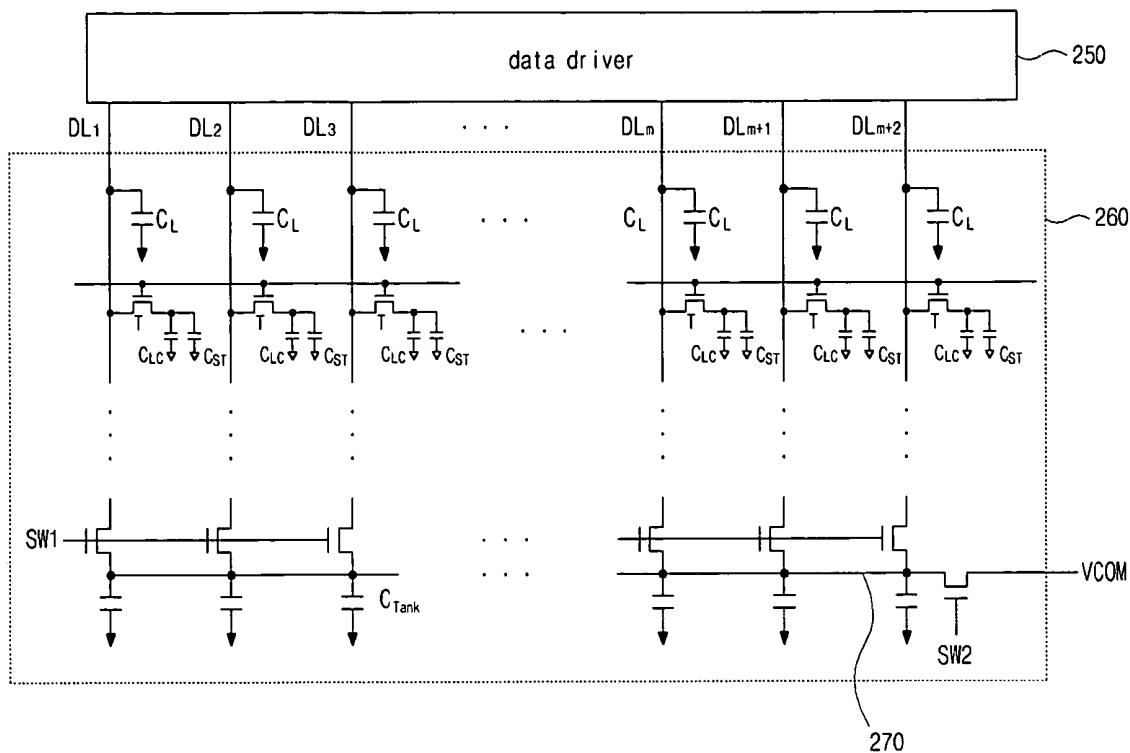 data driver
250
DL1 DL2 DL3 · · · DLm DLm+1 DLm+2
260
CL CL CL · · · CL CL CL CL
T T T T T T
CLC CST CLC CST CLC CST · · · CLC CST CLC CST CLC CST
SW1 · · ·
· · · VCOM
CTank
SW2
270